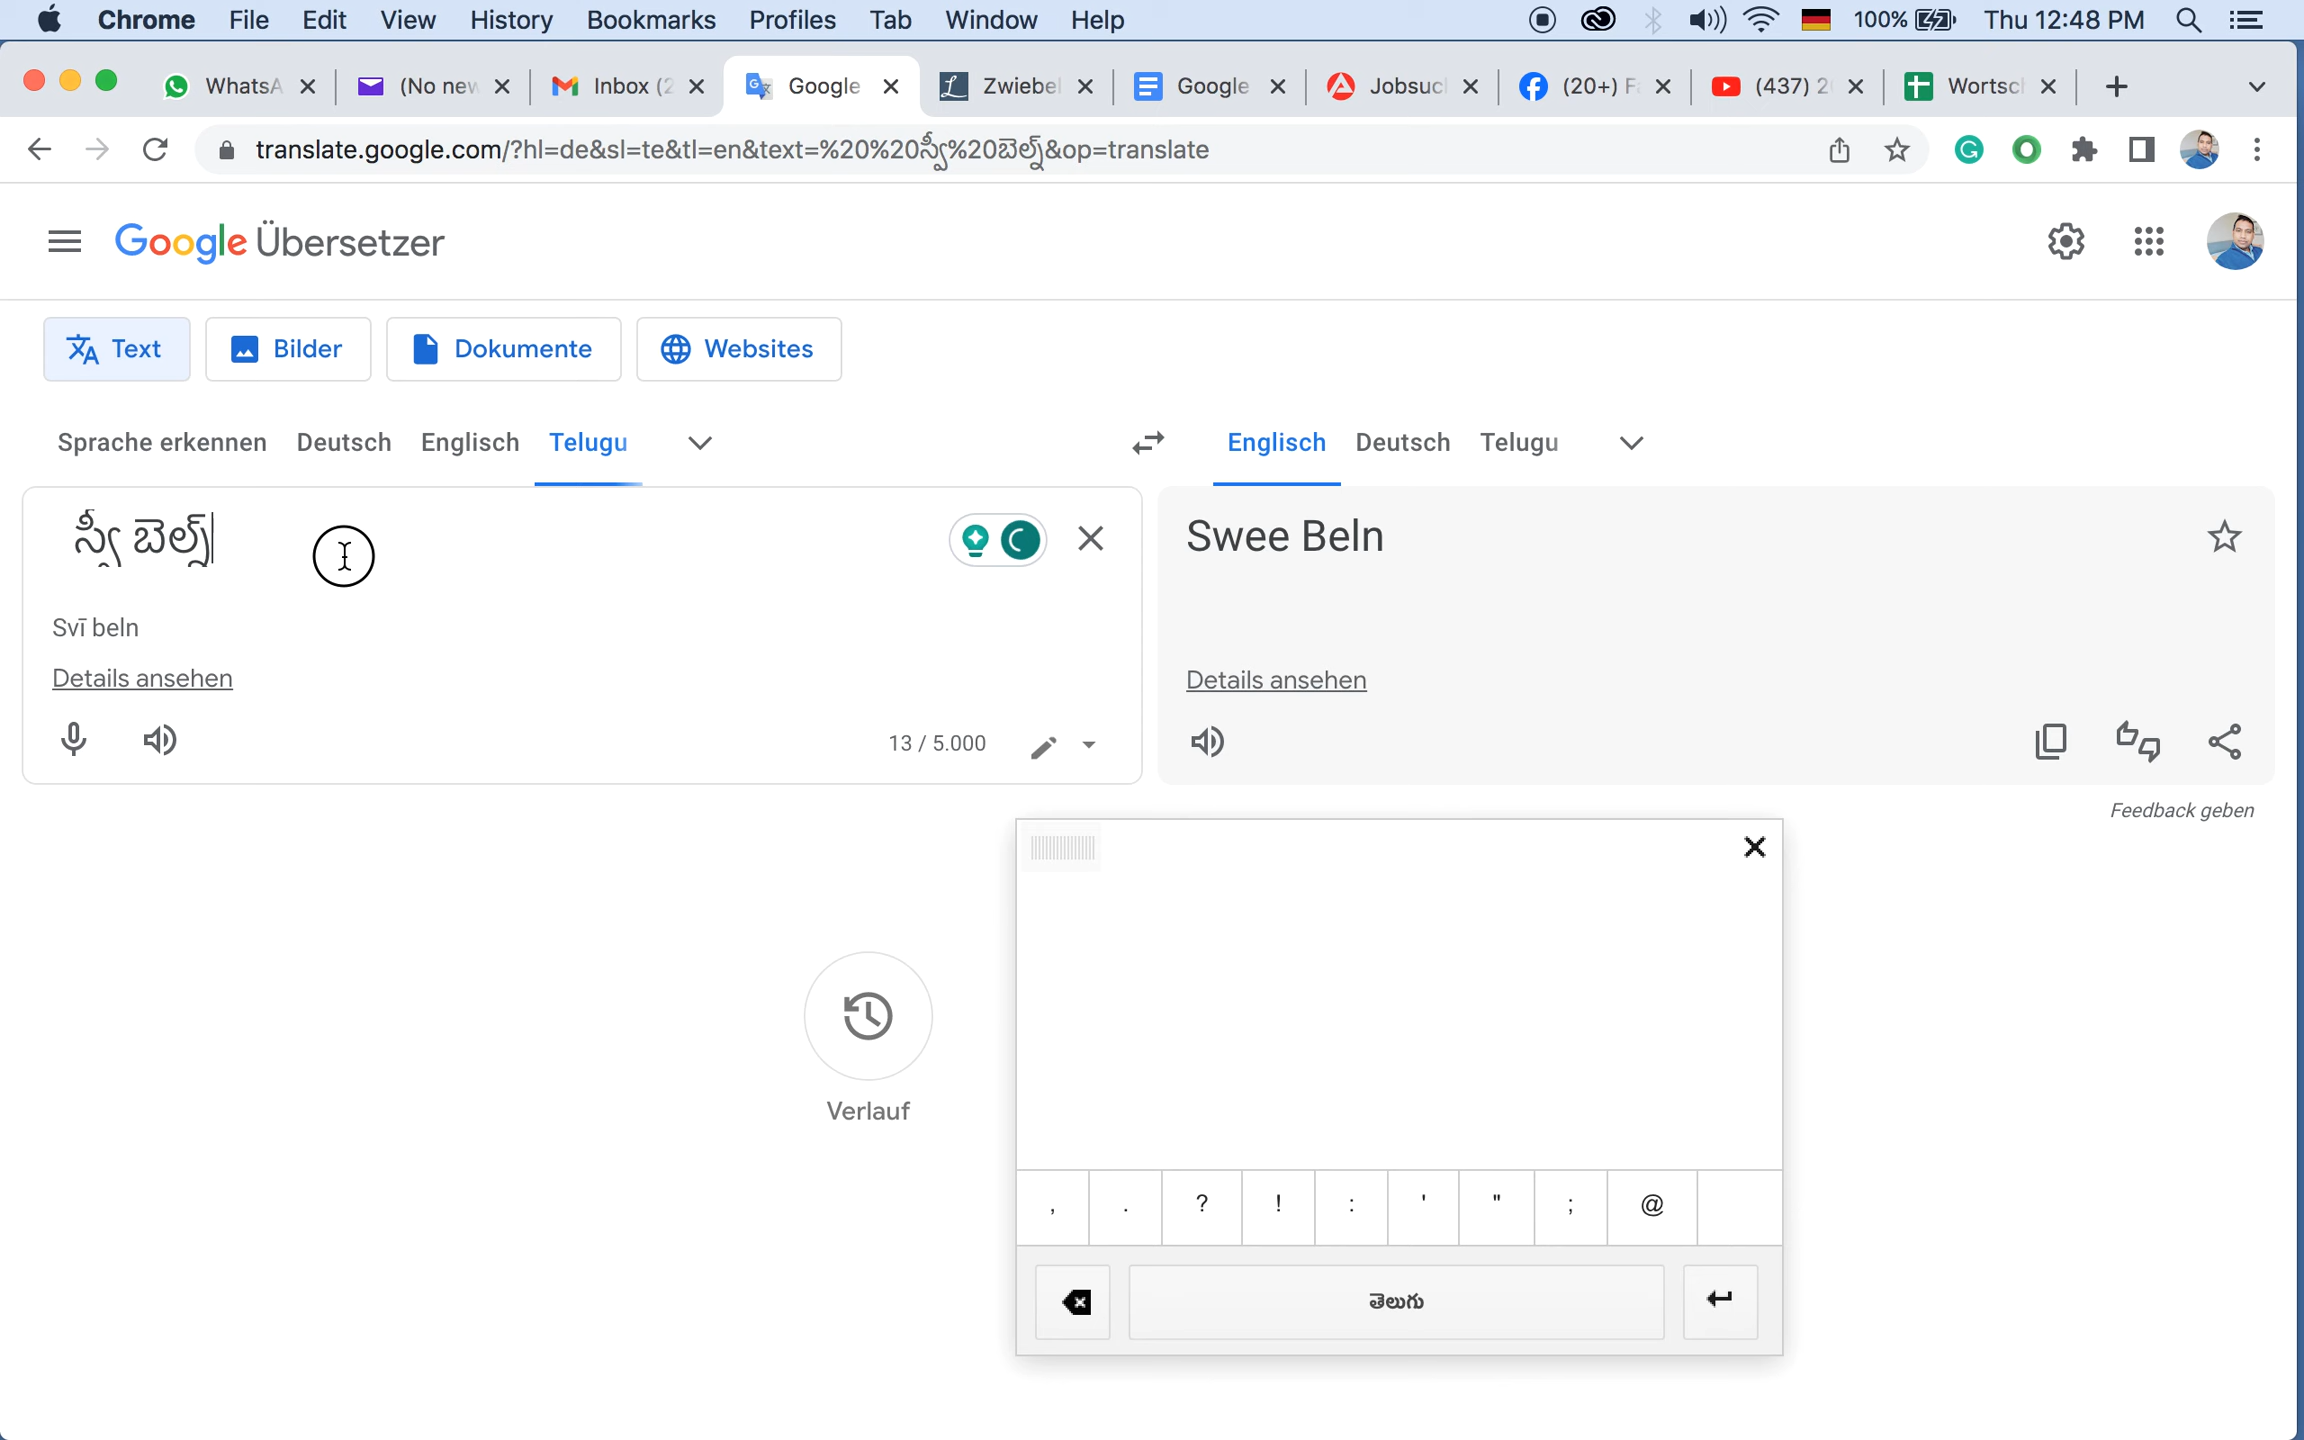 Chrome File Edit View History Bookmarks Profiles Tab Window Help 100% Thu 12:48 PM
WhatsA (No new Inbox (2 Google Zwiebel Google Jobsuc (20+) F (437) 2 Wortsc
translate.google.com/?hl=de&sl=te&tl=en&text=%20%20స్వీ%20బెల్న్&op=translate
Google Übersetzer
Text Bilder Dokumente Websites
Sprache erkennen Deutsch Englisch Telugu Englisch Deutsch Telugu
స్వీ బెల్న్
Swee Beln
Svī beln
Details ansehen
Details ansehen
13 / 5.000
Feedback geben
Verlauf
, . ? ! : ' " ; @
తెలుగు